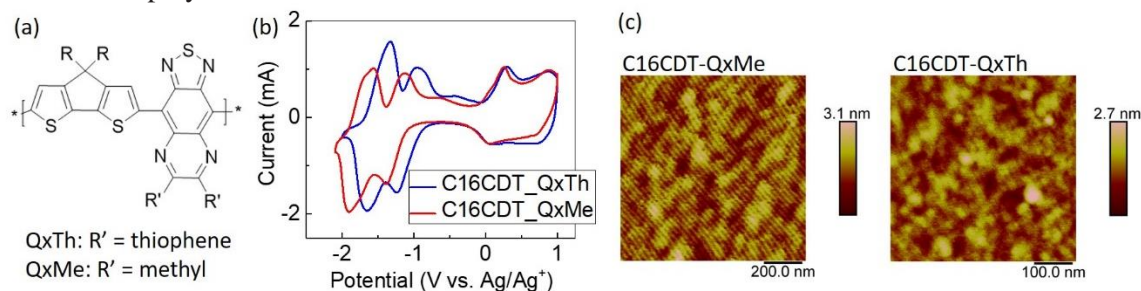 (a)
R R
S
N N
*[ ]*
S S
N N
R' R'
QxTh: R' = thiophene
QxMe: R' = methyl
(b)
2
1
0
-1
-2
Current (mA)
C16CDT_QxTh
C16CDT_QxMe
-2 -1 0 1
Potential (V vs. Ag/Ag⁺)
(c)
C16CDT-QxMe
3.1 nm
200.0 nm
C16CDT-QxTh
2.7 nm
100.0 nm